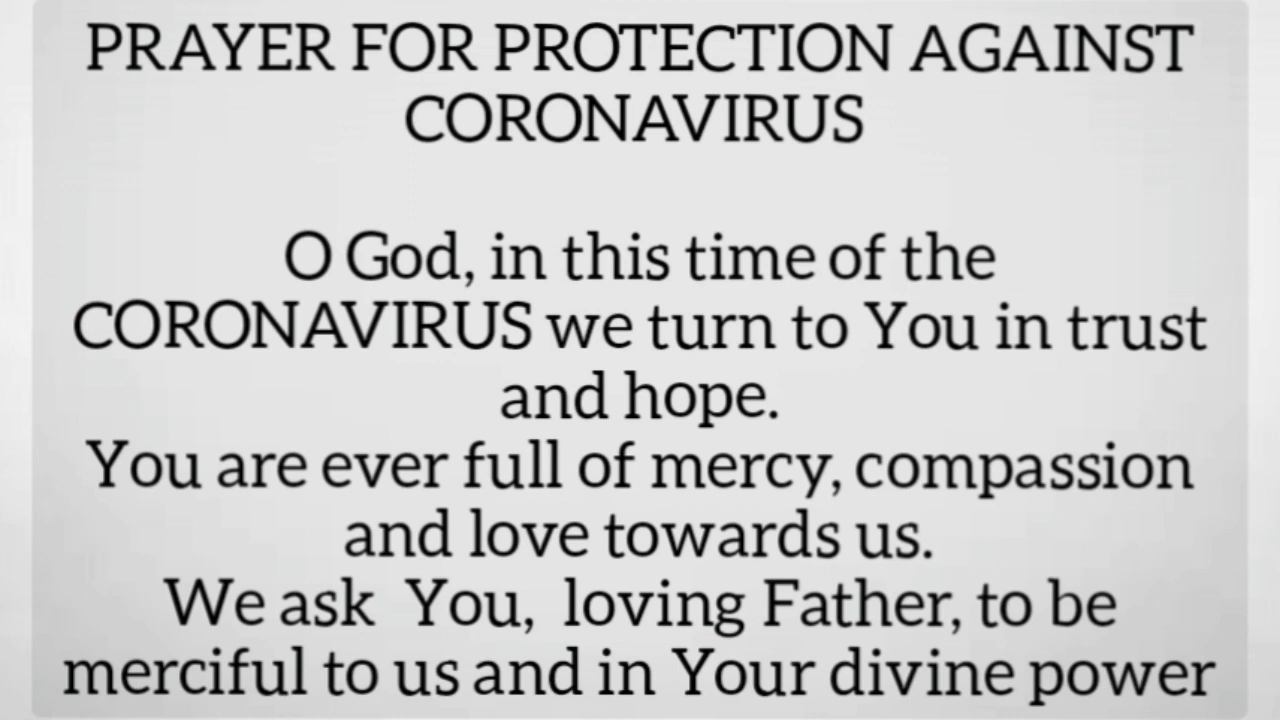 PRAYER FOR PROTECTION AGAINST
CORONAVIRUS
O God, in this time of the
CORONAVIRUS we turn to You in trust
and hope.
You are ever full of mercy, compassion
and love towards us.
We ask You, loving Father, to be
merciful to us and in Your divine power